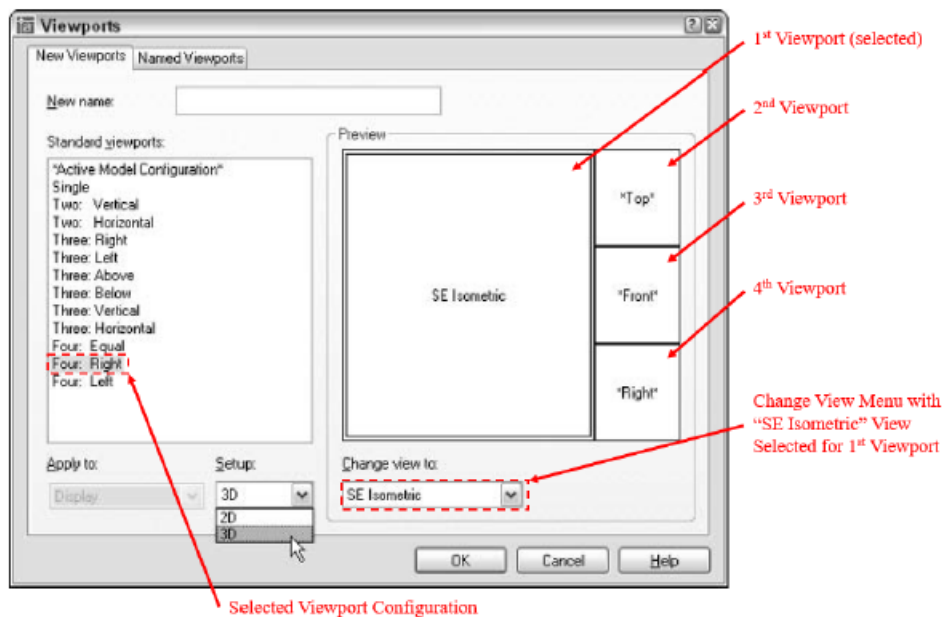 Viewports
New Viewports
Named Viewports
New name:
Standard viewports:
*Active Model Configuration*
Single
Two: Vertical
Two: Horizontal
Three: Right
Three: Left
Three: Above
Three: Below
Three: Vertical
Three: Horizontal
Four: Equal
Four: Right
Four: Left
Preview
SE Isometric
*Top*
*Front*
*Right*
Apply to:
Display
Setup:
3D
2D
3D
Change view to:
SE Isometric
OK
Cancel
Help
1st Viewport (selected)
2nd Viewport
3rd Viewport
4th Viewport
Change View Menu with
“SE Isometric” View
Selected for 1st Viewport
Selected Viewport Configuration